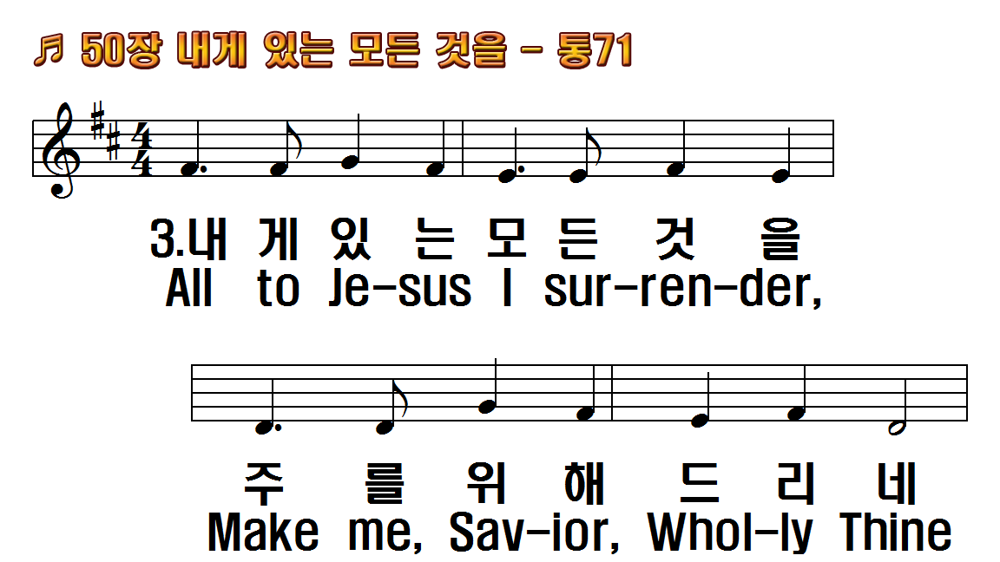 ♬ 50장 내게 있는 모든 것을 - 통71
4
4
3.내 게 있 는 모 든 것 을
All to Je-sus I sur-ren-der,
주 를 위 해 드 리 네
Make me, Sav-ior, Whol-ly Thine